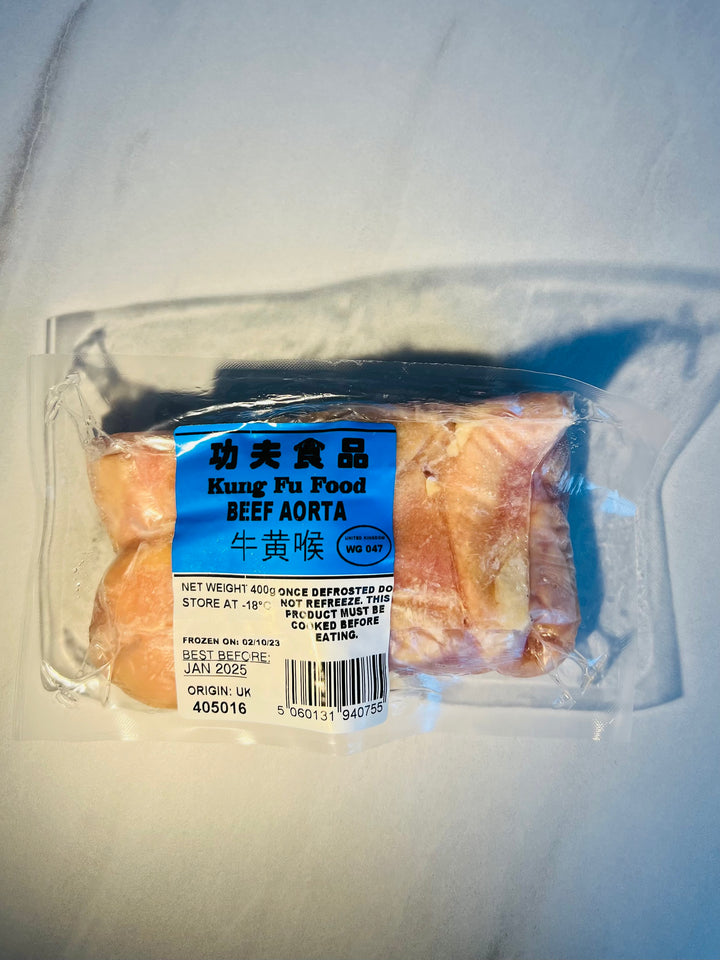 功夫食品
Kung Fu Food
BEEF AORTA
牛黄喉
UNITED KINGDOM
WG 047
NET WEIGHT 400g
STORE AT -18°C
ONCE DEFROSTED DO
NOT REFREEZE. THIS
PRODUCT MUST BE
COOKED BEFORE
EATING.
FROZEN ON: 02/10/23
BEST BEFORE:
JAN 2025
ORIGIN: UK
405016
5 060131 940755